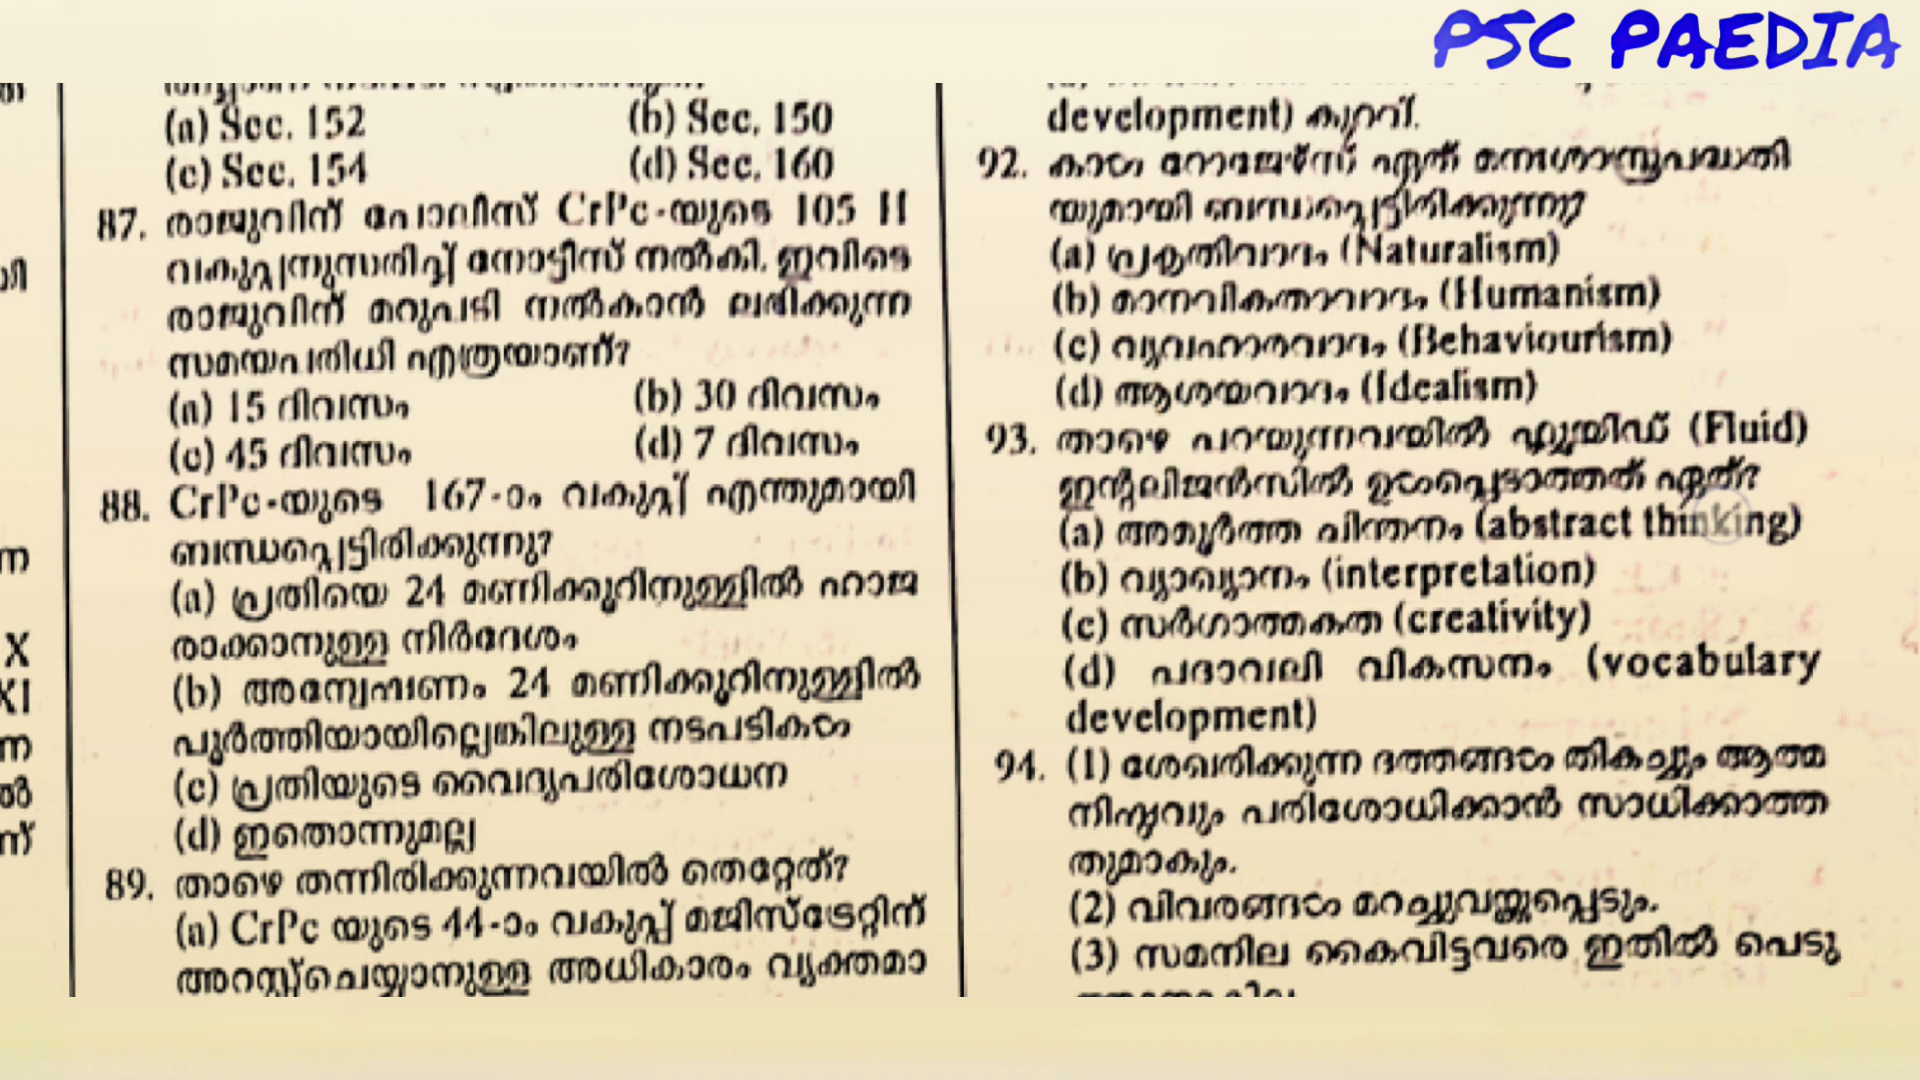 PSC PAEDIA
(a) Sec. 152 (b) Sec. 150
(c) Sec. 154 (d) Sec. 160
87. രാജുവിന് പോലീസ് CrPc-യുടെ 105 H
വകുപ്പനുസരിച്ച് നോട്ടീസ് നൽകി. ഇവിടെ
രാജുവിന് മറുപടി നൽകാൻ ലഭിക്കുന്ന
സമയപരിധി എത്രയാണ്?
(a) 15 ദിവസം (b) 30 ദിവസം
(c) 45 ദിവസം (d) 7 ദിവസം
88. CrPc-യുടെ 167-ാം വകുപ്പ് എന്തുമായി
ബന്ധപ്പെട്ടിരിക്കുന്നു?
(a) പ്രതിയെ 24 മണിക്കൂറിനുള്ളിൽ ഹാജ
രാക്കാനുള്ള നിർദേശം
(b) അന്വേഷണം 24 മണിക്കൂറിനുള്ളിൽ
പൂർത്തിയായില്ലെങ്കിലുള്ള നടപടികൾ
(c) പ്രതിയുടെ വൈദ്യപരിശോധന
(d) ഇതൊന്നുമല്ല
89. താഴെ തന്നിരിക്കുന്നവയിൽ തെറ്റേത്?
(a) CrPc യുടെ 44-ാം വകുപ്പ് മജിസ്ട്രേറ്റിന്
അറസ്റ്റ്ചെയ്യാനുള്ള അധികാരം വ്യക്തമാ
development) കുറവ്.
92. കാൾ റോജേഴ്സ് ഏത് മനഃശാസ്ത്രപദ്ധതി
യുമായി ബന്ധപ്പെട്ടിരിക്കുന്നു?
(a) പ്രകൃതിവാദം (Naturalism)
(b) മാനവികതാവാദം (Humanism)
(c) വ്യവഹാരവാദം (Behaviourism)
(d) ആശയവാദം (Idealism)
93. താഴെ പറയുന്നവയിൽ ഫ്ലൂയിഡ് (Fluid)
ഇന്റലിജൻസിൽ ഉൾപ്പെടാത്തത് ഏത്?
(a) അമൂർത്ത ചിന്തനം (abstract thinking)
(b) വ്യാഖ്യാനം (interpretation)
(c) സർഗാത്മകത (creativity)
(d) പദാവലി വികസനം (vocabulary
development)
94. (1) ശേഖരിക്കുന്ന ദത്തങ്ങൾ തികച്ചും ആത്മ
നിഷ്ഠവും പരിശോധിക്കാൻ സാധിക്കാത്ത
തുമാകും.
(2) വിവരങ്ങൾ മറച്ചുവയ്ക്കപ്പെടും.
(3) സമനില കൈവിട്ടവരെ ഇതിൽ പെടു